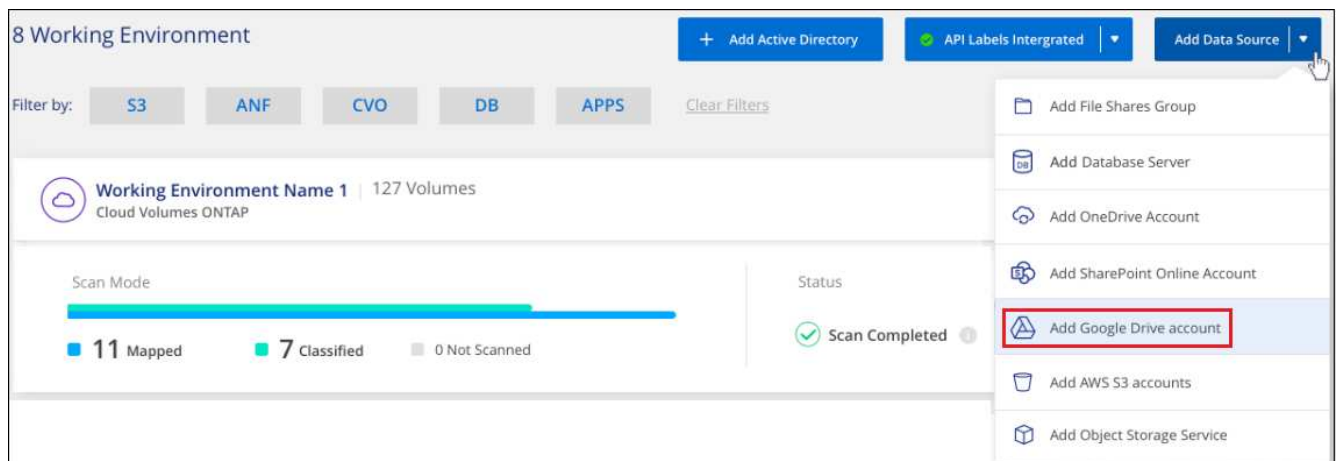 8 Working Environment
+ Add Active Directory
API Labels Intergrated
Add Data Source
Filter by:
S3
ANF
CVO
DB
APPS
Clear Filters
Working Environment Name 1 | 127 Volumes
Cloud Volumes ONTAP
Scan Mode
11 Mapped
7 Classified
0 Not Scanned
Status
Scan Completed
Add File Shares Group
DB
Add Database Server
Add OneDrive Account
Add SharePoint Online Account
Add Google Drive account
Add AWS S3 accounts
Add Object Storage Service